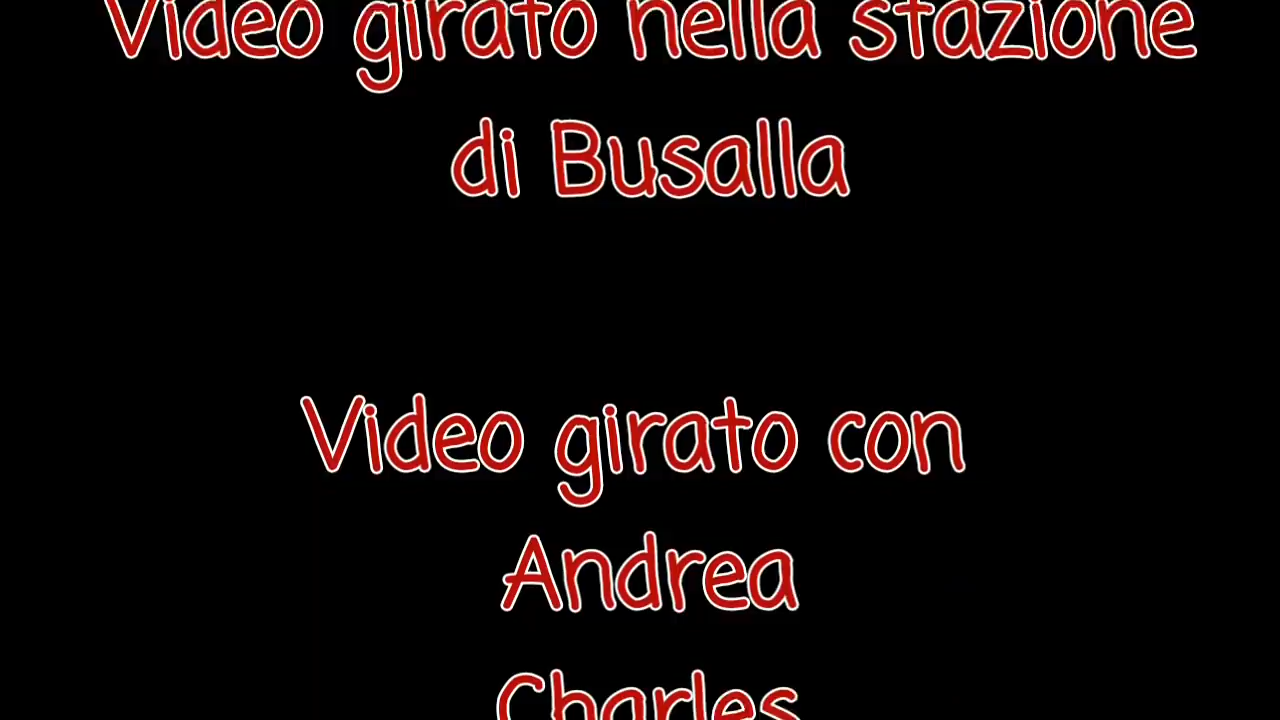 Video girato nella stazione
di Busalla
Video girato con
Andrea
Charles